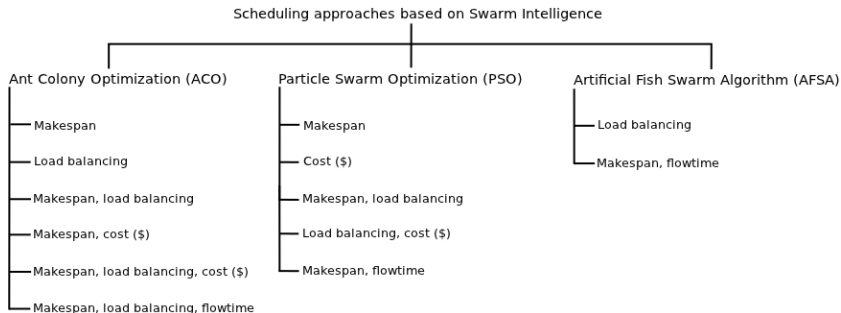 Scheduling approaches based on Swarm Intelligence
Ant Colony Optimization (ACO)
Makespan
Load balancing
Makespan, load balancing
Makespan, cost ($)
Makespan, load balancing, cost ($)
Makespan, load balancing, flowtime
Particle Swarm Optimization (PSO)
Makespan
Cost ($)
Makespan, load balancing
Load balancing, cost ($)
Makespan, flowtime
Artificial Fish Swarm Algorithm (AFSA)
Load balancing
Makespan, flowtime